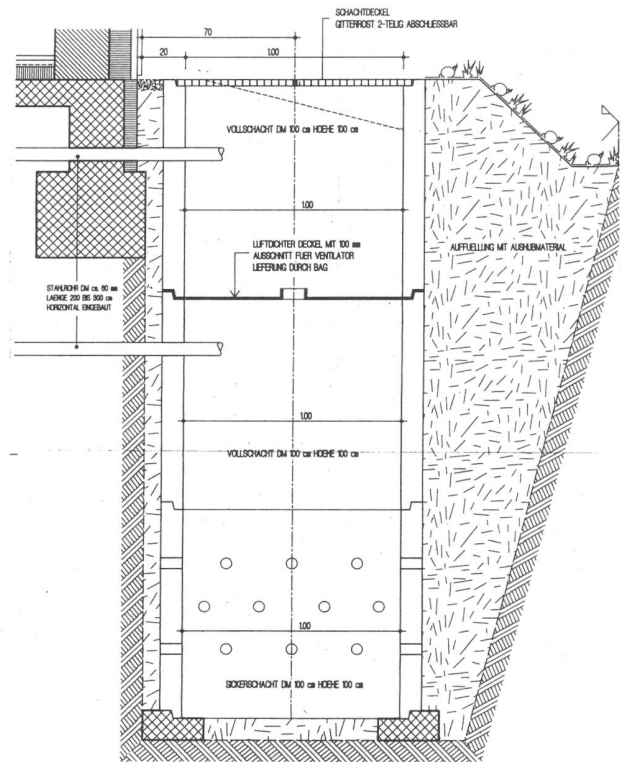 SCHACHTDECKEL
GITTERROST 2-TEILIG ABSCHLIESSBAR
70
20
1.00
VOLLSCHACHT DM 100 cm HOEHE 100 cm
1.00
LUFTDICHTER DECKEL MIT 100 mm
AUSSCHNITT FUER VENTILATOR
LIEFERUNG DURCH BAG
AUFFUELLUNG MIT AUSHUBMATERIAL
STAHLROHR DM ca. 60 mm
LAENGE 200 BIS 300 cm
HORIZONTAL EINGEBAUT
1.00
VOLLSCHACHT DM 100 cm HOEHE 100 cm
1.00
SICKERSCHACHT DM 100 cm HOEHE 100 cm